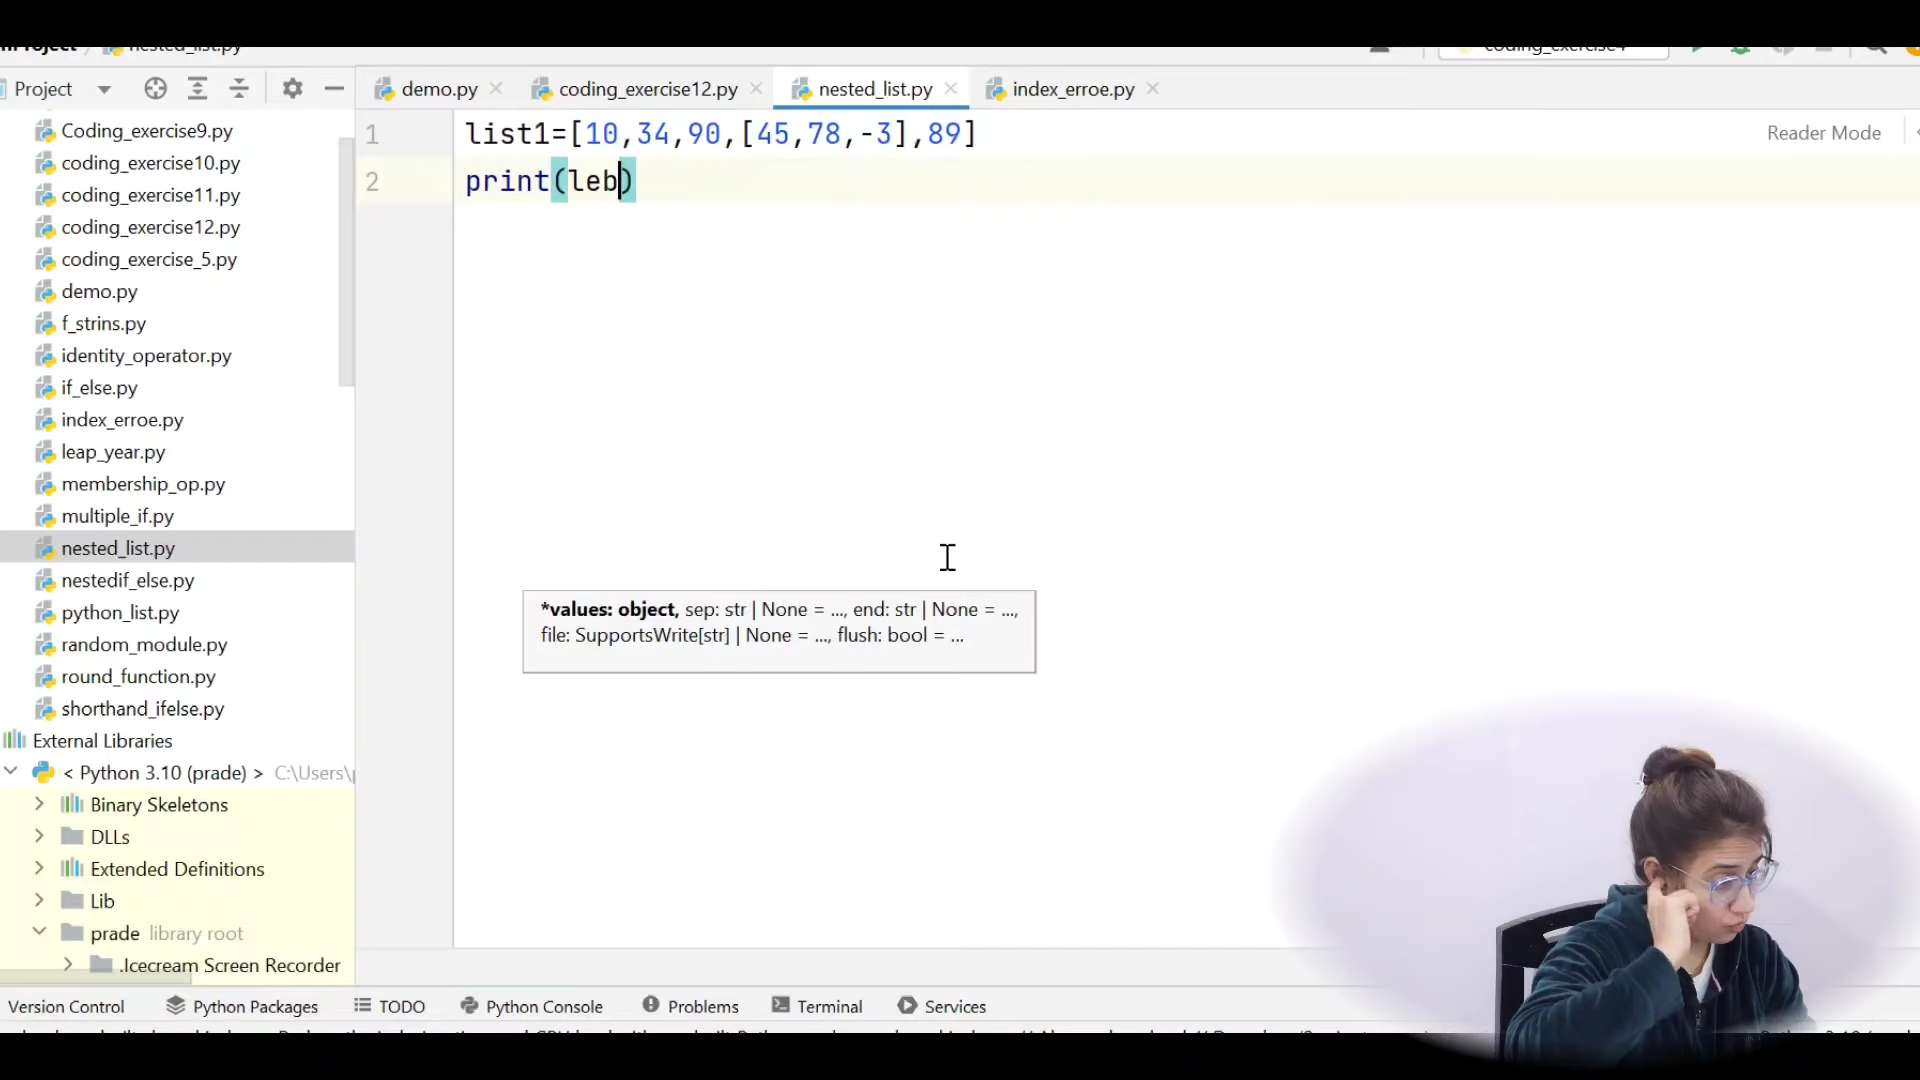 nested_list.py
Project
demo.py
coding_exercise12.py
nested_list.py
index_erroe.py
Coding_exercise9.py
coding_exercise10.py
coding_exercise11.py
coding_exercise12.py
coding_exercise_5.py
demo.py
f_strins.py
identity_operator.py
if_else.py
index_erroe.py
leap_year.py
membership_op.py
multiple_if.py
nested_list.py
nestedif_else.py
python_list.py
random_module.py
round_function.py
shorthand_ifelse.py
External Libraries
< Python 3.10 (prade) > C:\Users\
Binary Skeletons
DLLs
Extended Definitions
Lib
prade library root
.Icecream Screen Recorder
1 list1=[10,34,90,[45,78,-3],89]
2 print(leb)
Reader Mode
*values: object, sep: str | None = ..., end: str | None = ...,
file: SupportsWrite[str] | None = ..., flush: bool = ...
Version Control
Python Packages
TODO
Python Console
Problems
Terminal
Services